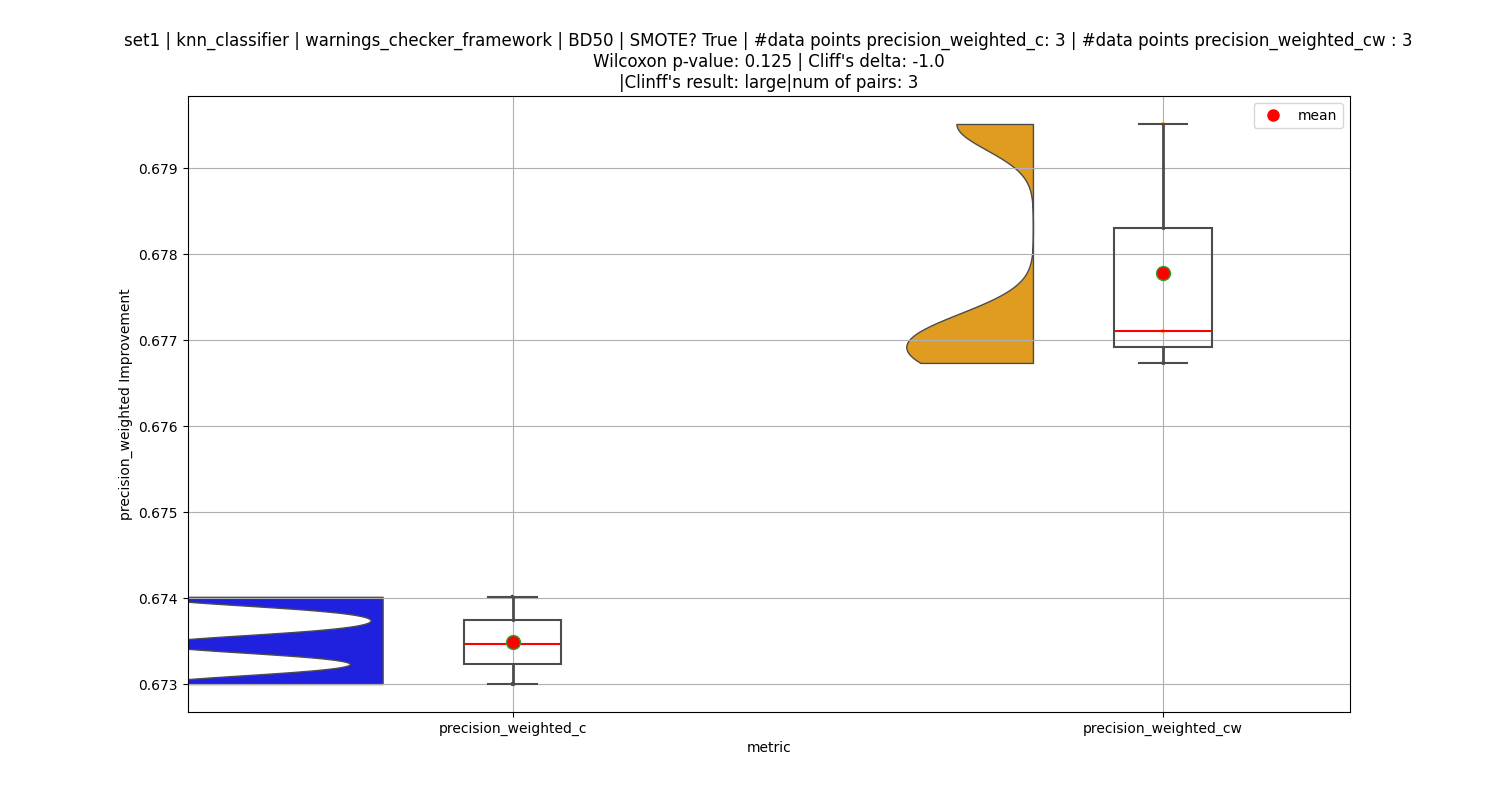 set1 | knn_classifier | warnings_checker_framework | BD50 | SMOTE? True | #data points precision_weighted_c: 3 | #data points precision_weighted_cw : 3
Wilcoxon p-value: 0.125 | Cliff's delta: -1.0
|Clinff's result: large|num of pairs: 3
mean
0.679
0.678
0.677
0.676
0.675
0.674
0.673
precision_weighted Improvement
precision_weighted_c
precision_weighted_cw
metric